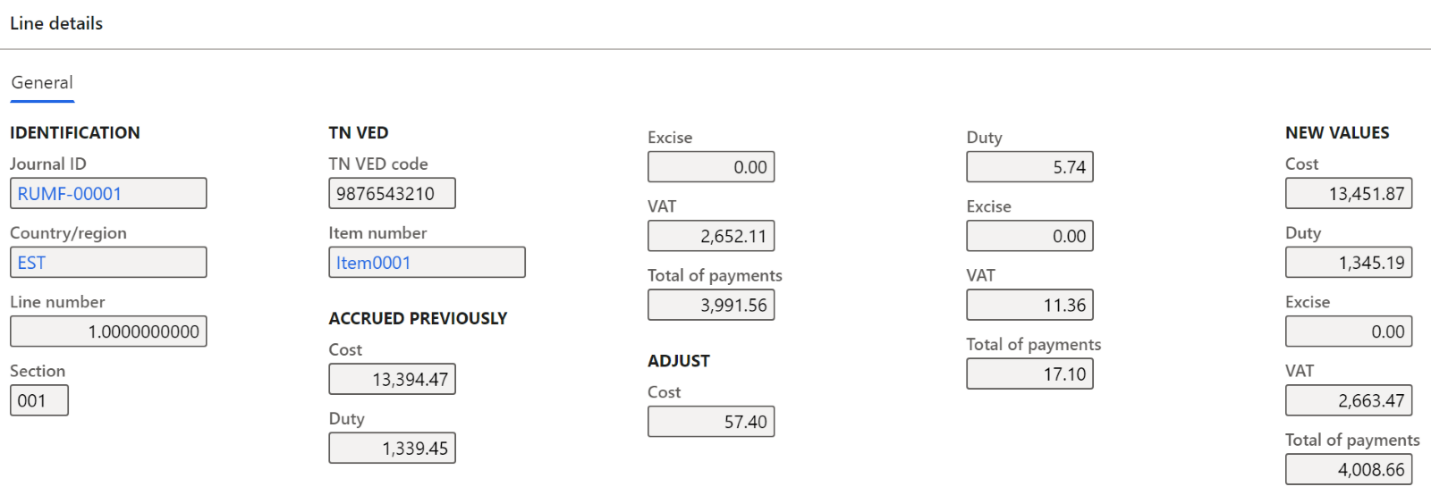 Line details
General
IDENTIFICATION
Journal ID
RUMF-00001
Country/region
EST
Line number
1.0000000000
Section
001
TN VED
TN VED code
9876543210
Item number
Item0001
ACCRUED PREVIOUSLY
Cost
13,394.47
Duty
1,339.45
Excise
0.00
VAT
2,652.11
Total of payments
3,991.56
ADJUST
Cost
57.40
Duty
5.74
Excise
0.00
VAT
11.36
Total of payments
17.10
NEW VALUES
Cost
13,451.87
Duty
1,345.19
Excise
0.00
VAT
2,663.47
Total of payments
4,008.66